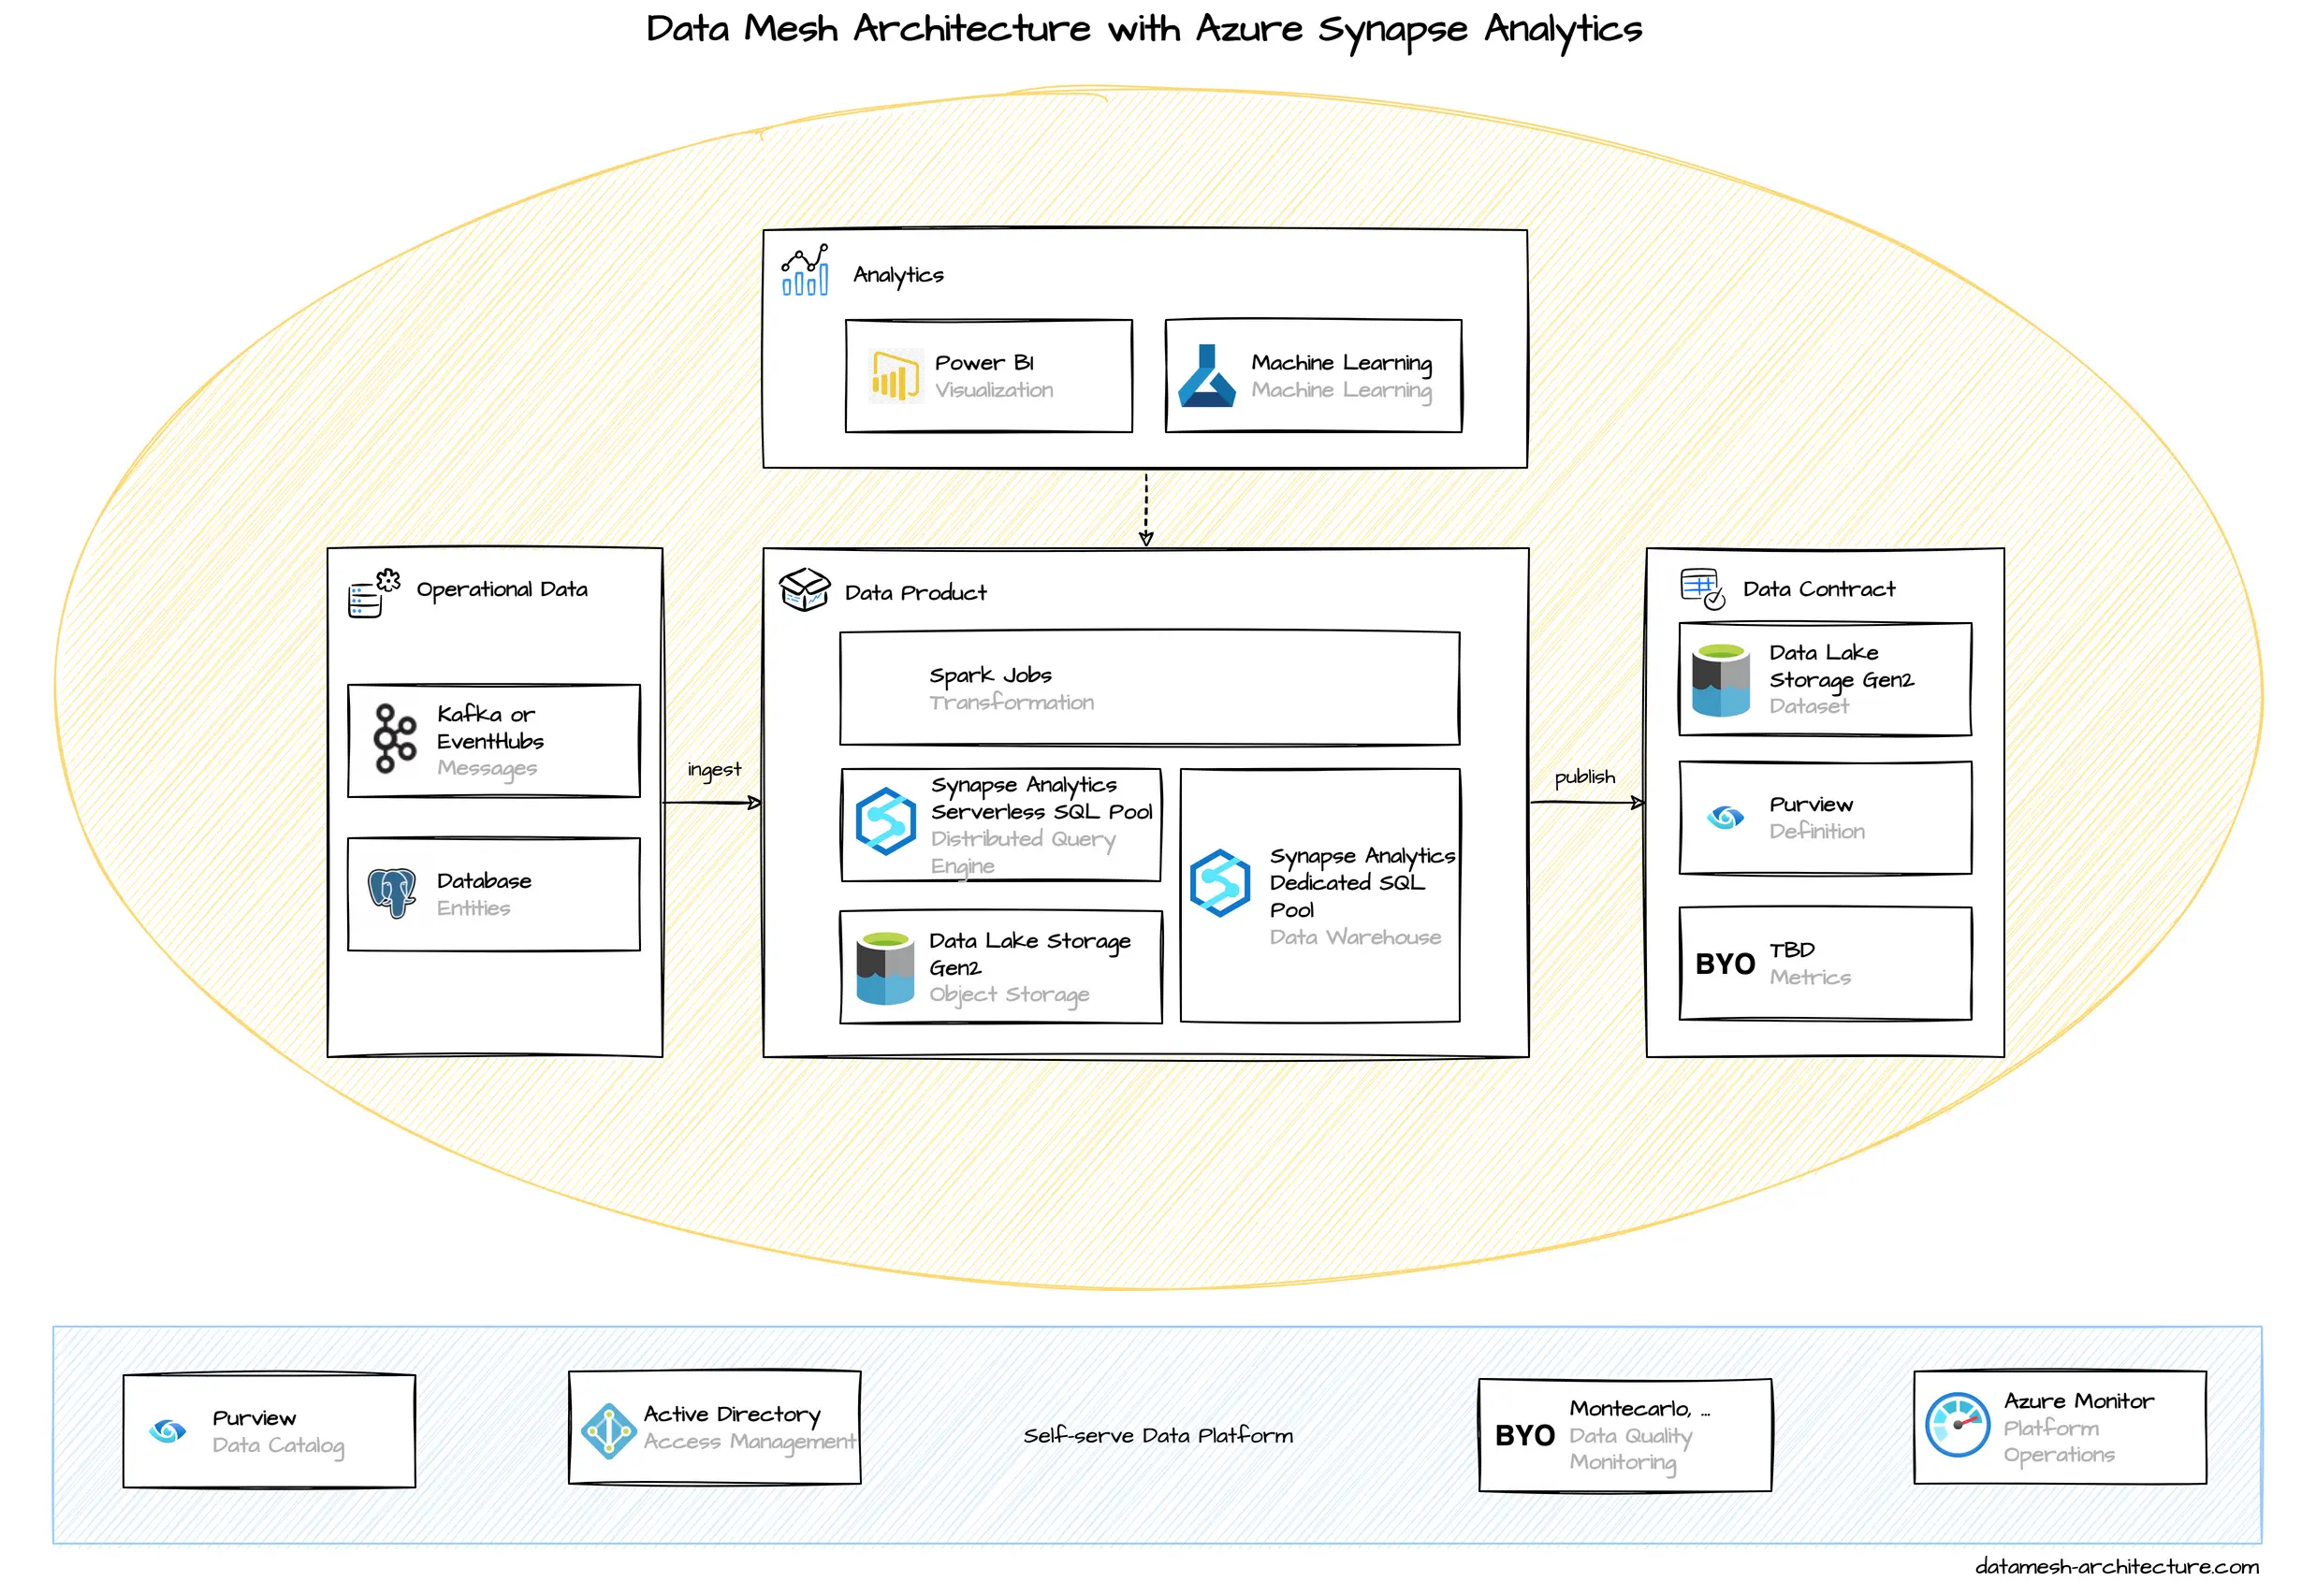 Data Mesh Architecture with Azure Synapse Analytics
Analytics
Power BI
Visualization
Machine Learning
Machine Learning
Operational Data
Kafka or
EventHubs
Messages
Database
Entities
ingest
Data Product
Spark Jobs
Transformation
Synapse Analytics
Serverless SQL Pool
Distributed Query
Engine
Data Lake Storage
Gen2
Object Storage
Synapse Analytics
Dedicated SQL
Pool
Data Warehouse
publish
Data Contract
Data Lake
Storage Gen2
Dataset
Purview
Definition
BYO
TBD
Metrics
Purview
Data Catalog
Active Directory
Access Management
Self-serve Data Platform
BYO
Montecarlo, ...
Data Quality
Monitoring
Azure Monitor
Platform
Operations
datamesh-architecture.com